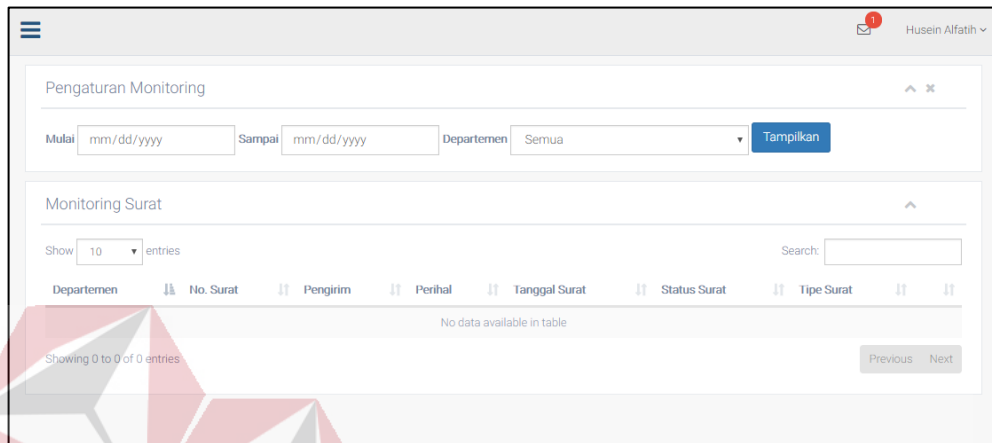 1
Husein Alfatih
Pengaturan Monitoring
Mulai mm/dd/yyyy Sampai mm/dd/yyyy Departemen Semua Tampilkan
Monitoring Surat
Show 10 entries Search:
Departemen No. Surat Pengirim Perihal Tanggal Surat Status Surat Tipe Surat
No data available in table
Showing 0 to 0 of 0 entries Previous Next